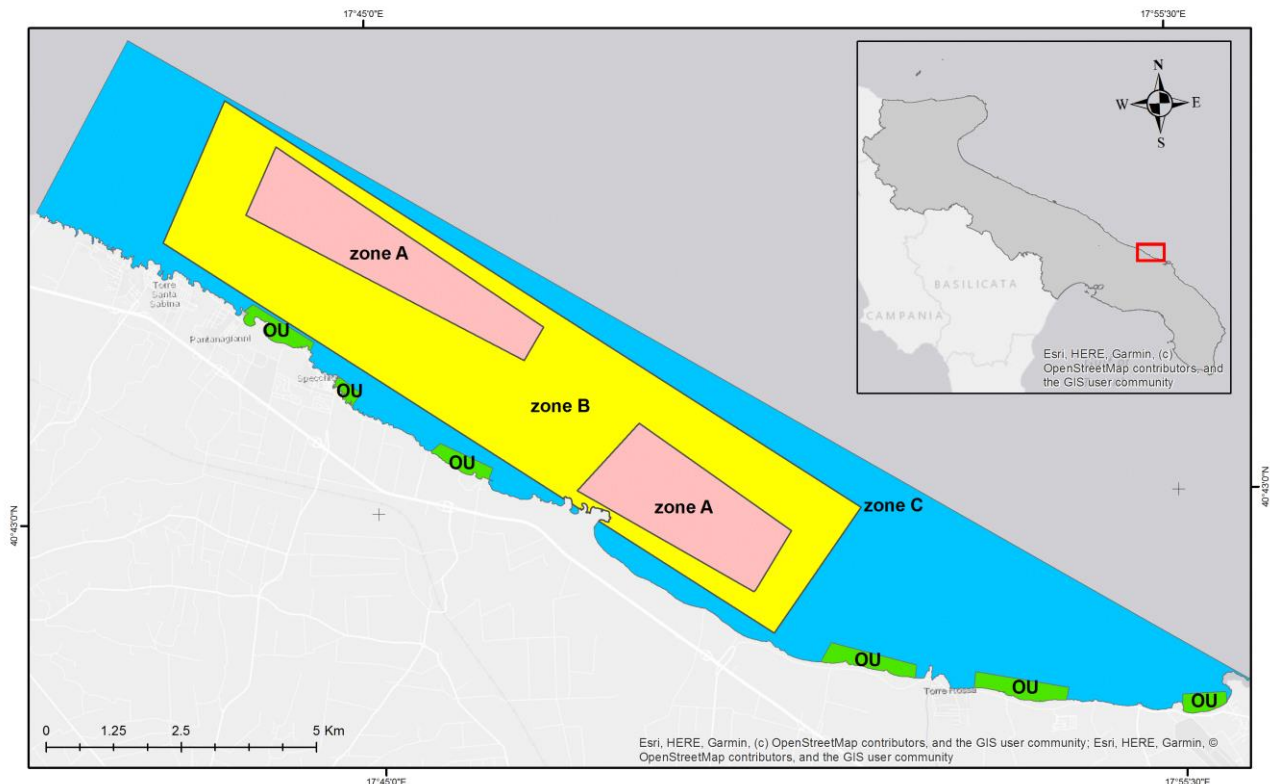 17°45'0"E
17°55'30"E
N
W
E
S
BASILICATA
CAMPANIA
Esri, HERE, Garmin, (c)
OpenStreetMap contributors, and
the GIS user community
zone A
Torre
Santa
Sabina
OU
Pantanagianni
Specchiolla
OU
zone B
OU
zone A
zone C
40°43'0"N
40°43'0"N
OU
Torre Rossa
OU
OU
0 1.25 2.5 5 Km
Esri, HERE, Garmin, (c) OpenStreetMap contributors, and the GIS user community; Esri, HERE, Garmin, ©
OpenStreetMap contributors, and the GIS user community
17°45'0"E
17°55'30"E